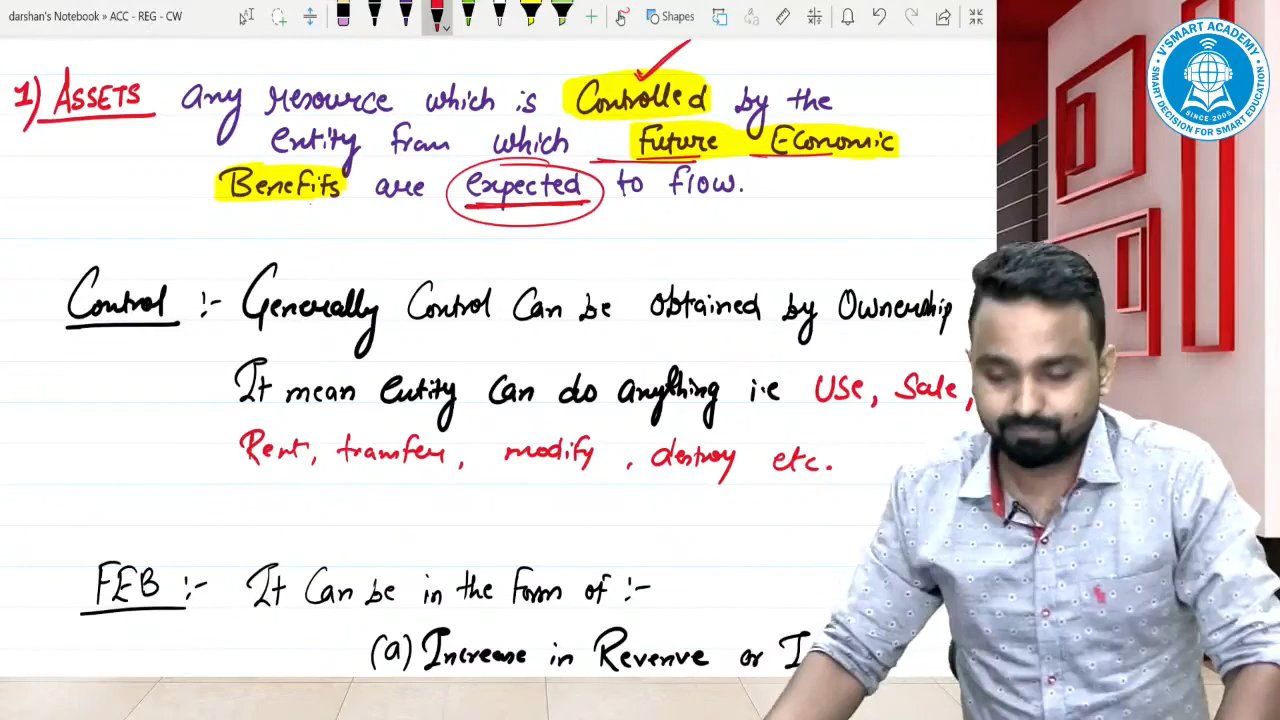 darshan's Notebook » ACC - REG - CW
Shapes
V'SMART ACADEMY
SINCE-2005
SMART DECISION FOR SMART EDUCATION
1) ASSETS any resource which is Controlled by the
entity from which Future Economic
Benefits are expected to flow.
Control :- Generally Control Can be obtained by Ownership
It mean entity can do anything i.e Use, Sale,
Rent, transfer, modify, destroy etc.
FEB :- It Can be in the Form of :-
(a) Increase in Revenue or I